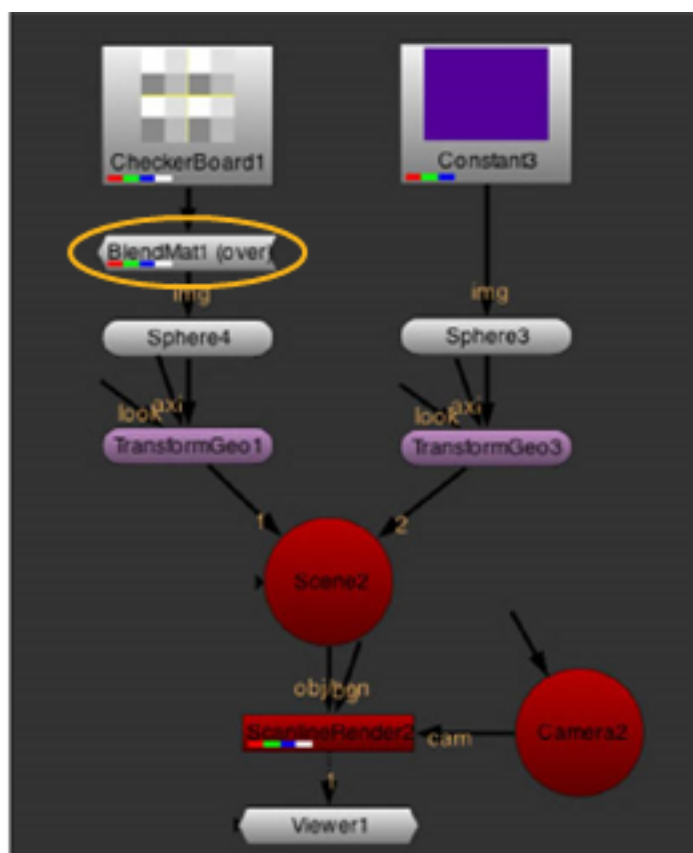 CheckerBoard1
Constant3
BlendMat1 (over)
img
img
Sphere4
Sphere3
look
axi
look
axi
TransformGeo1
TransformGeo3
1
2
Scene2
obj/
bg
ScanlineRender2
cam
Camera2
1
Viewer1